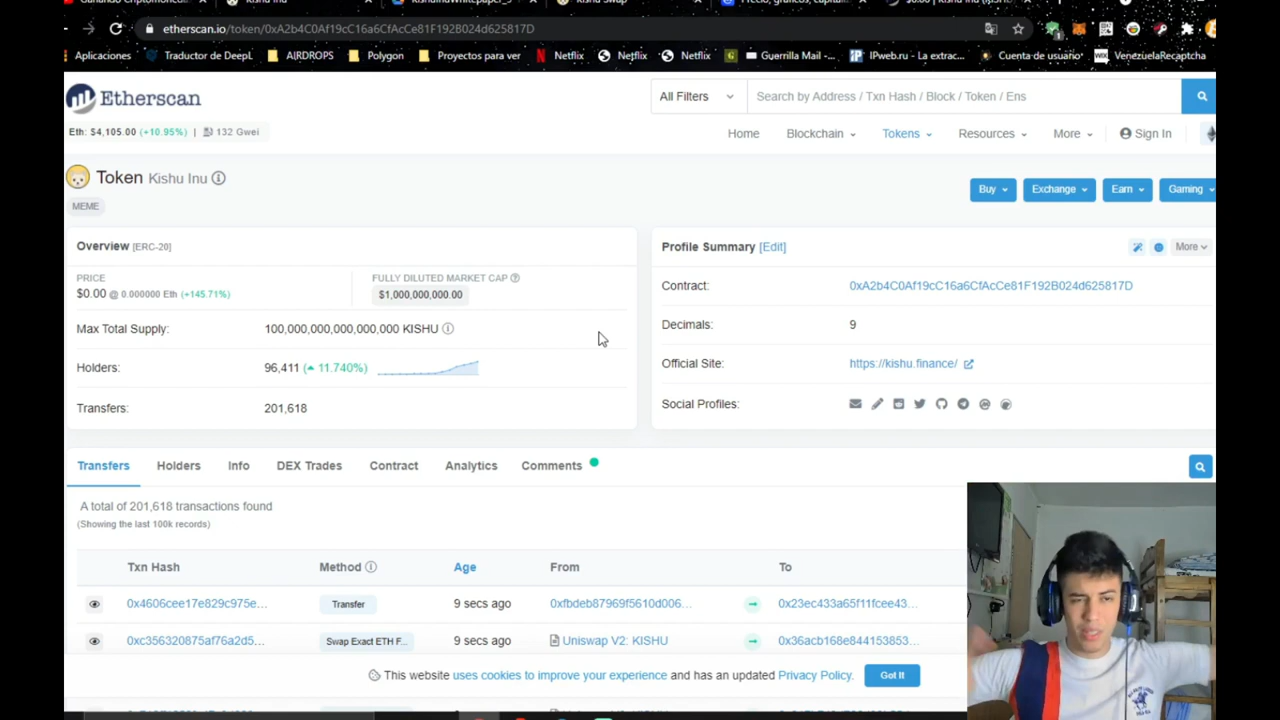 Kishu Swap
etherscan.io/token/0xA2b4C0Af19cC16a6CfAcCe81F192B024d625817D
Aplicaciones Traductor de DeepL AIRDROPS Polygon Proyectos para ver Netflix Netflix Netflix Guerrilla Mail -... IPweb.ru - La extrac... Cuenta de usuario VenezuelaRecaptcha
Etherscan
All Filters Search by Address / Txn Hash / Block / Token / Ens
Eth: $4,105.00 (+10.95%) | 132 Gwei
Home Blockchain Tokens Resources More Sign In
Token Kishu Inu
Buy Exchange Earn Gaming
MEME
Overview [ERC-20]
Profile Summary [Edit] More
PRICE
$0.00 @ 0.000000 Eth (+145.71%)
FULLY DILUTED MARKET CAP
$1,000,000,000.00
Contract: 0xA2b4C0Af19cC16a6CfAcCe81F192B024d625817D
Max Total Supply: 100,000,000,000,000,000 KISHU
Decimals: 9
Holders: 96,411 (11.740%)
Official Site: https://kishu.finance/
Transfers: 201,618
Social Profiles:
Transfers Holders Info DEX Trades Contract Analytics Comments
A total of 201,618 transactions found
(Showing the last 100k records)
Txn Hash Method Age From To
0x4606cee17e829c975e... Transfer 9 secs ago 0xfbdeb87969f5610d006... 0x23ec433a65f11fcee43...
0xc356320875af76a2d5... Swap Exact ETH F... 9 secs ago Uniswap V2: KISHU 0x36acb168e844153853...
This website uses cookies to improve your experience and has an updated Privacy Policy. Got It